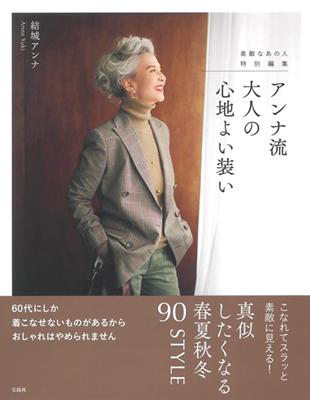 結城アンナ
Anna Yuki
素敵なあの人
特別編集
アンナ流
大人の
心地よい装い
こなれてスラッと
素敵に見える!
真似
したくなる
春夏秋冬
90 STYLE
60代にしか
着こなせないものがあるから
おしゃれはやめられません
宝島社